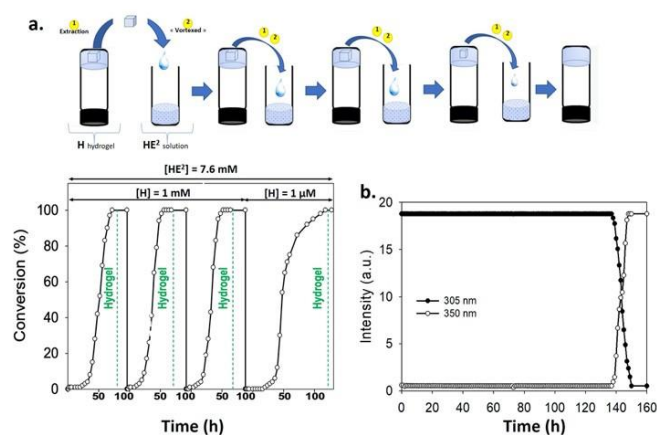 a.
1
Extraction
2
« Vortexed »
1
2
1
2
1
2
H hydrogel
HE² solution
[HE²] = 7.6 mM
[H] = 1 mM
[H] = 1 μM
Conversion (%)
100
80
60
40
20
0
Hydrogel
Hydrogel
Hydrogel
Hydrogel
50
100
50
100
50
100
50
100
Time (h)
b.
Intensity (a.u.)
20
15
10
5
0
305 nm
350 nm
0 20 40 60 80 100 120 140 160
Time (h)